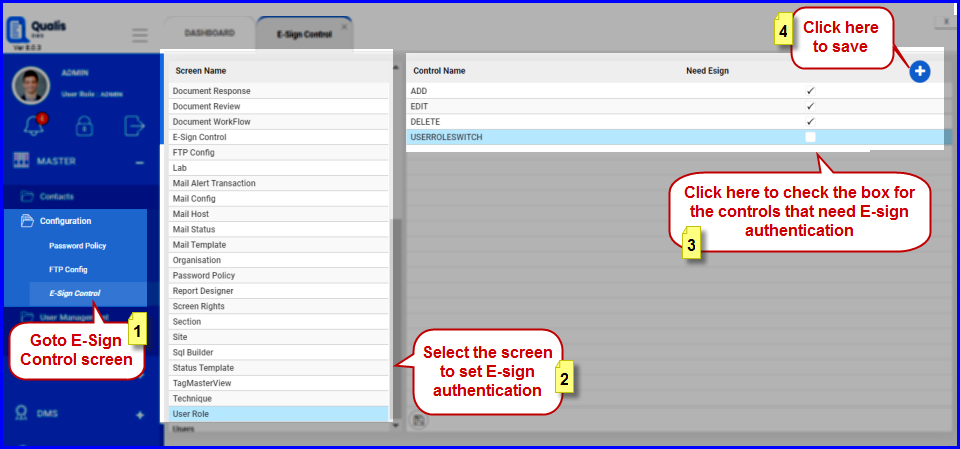 Qualis
DMS
Ver 8.0.3
DASHBOARD
E-Sign Control
×
x
4
Click here
to save
ADMIN
User Role : ADMIN
4
MASTER
Contacts
Configuration
Password Policy
FTP Config
E-Sign Control
User Management
1
Goto E-Sign
Control screen
DMS
Screen Name
Document Response
Document Review
Document WorkFlow
E-Sign Control
FTP Config
Lab
Mail Alert Transaction
Mail Config
Mail Host
Mail Status
Mail Template
Organisation
Password Policy
Report Designer
Screen Rights
Section
Site
Sql Builder
Status Template
TagMasterView
Technique
User Role
Users
Select the screen
to set E-sign
authentication
2
Control Name Need Esign
ADD ✓
EDIT ✓
DELETE ✓
USERROLESWITCH
Click here to check the box for
the controls that need E-sign
authentication
3